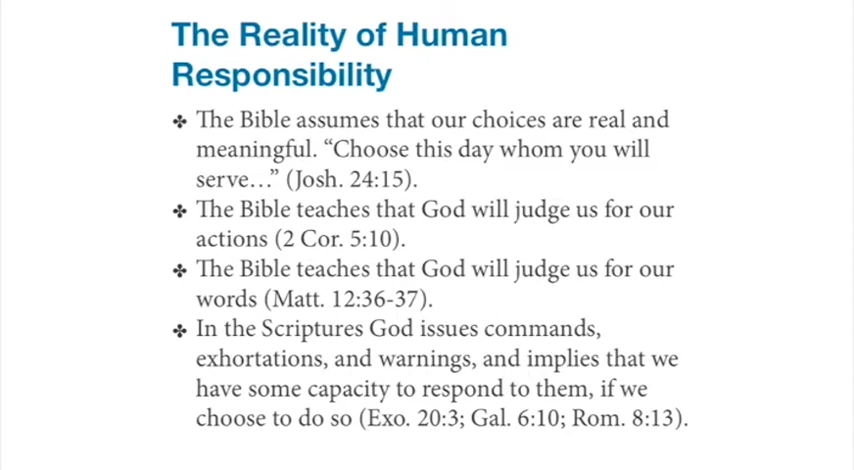 The Reality of Human
Responsibility
✤ The Bible assumes that our choices are real and
meaningful. “Choose this day whom you will
serve…” (Josh. 24:15).
✤ The Bible teaches that God will judge us for our
actions (2 Cor. 5:10).
✤ The Bible teaches that God will judge us for our
words (Matt. 12:36-37).
✤ In the Scriptures God issues commands,
exhortations, and warnings, and implies that we
have some capacity to respond to them, if we
choose to do so (Exo. 20:3; Gal. 6:10; Rom. 8:13).